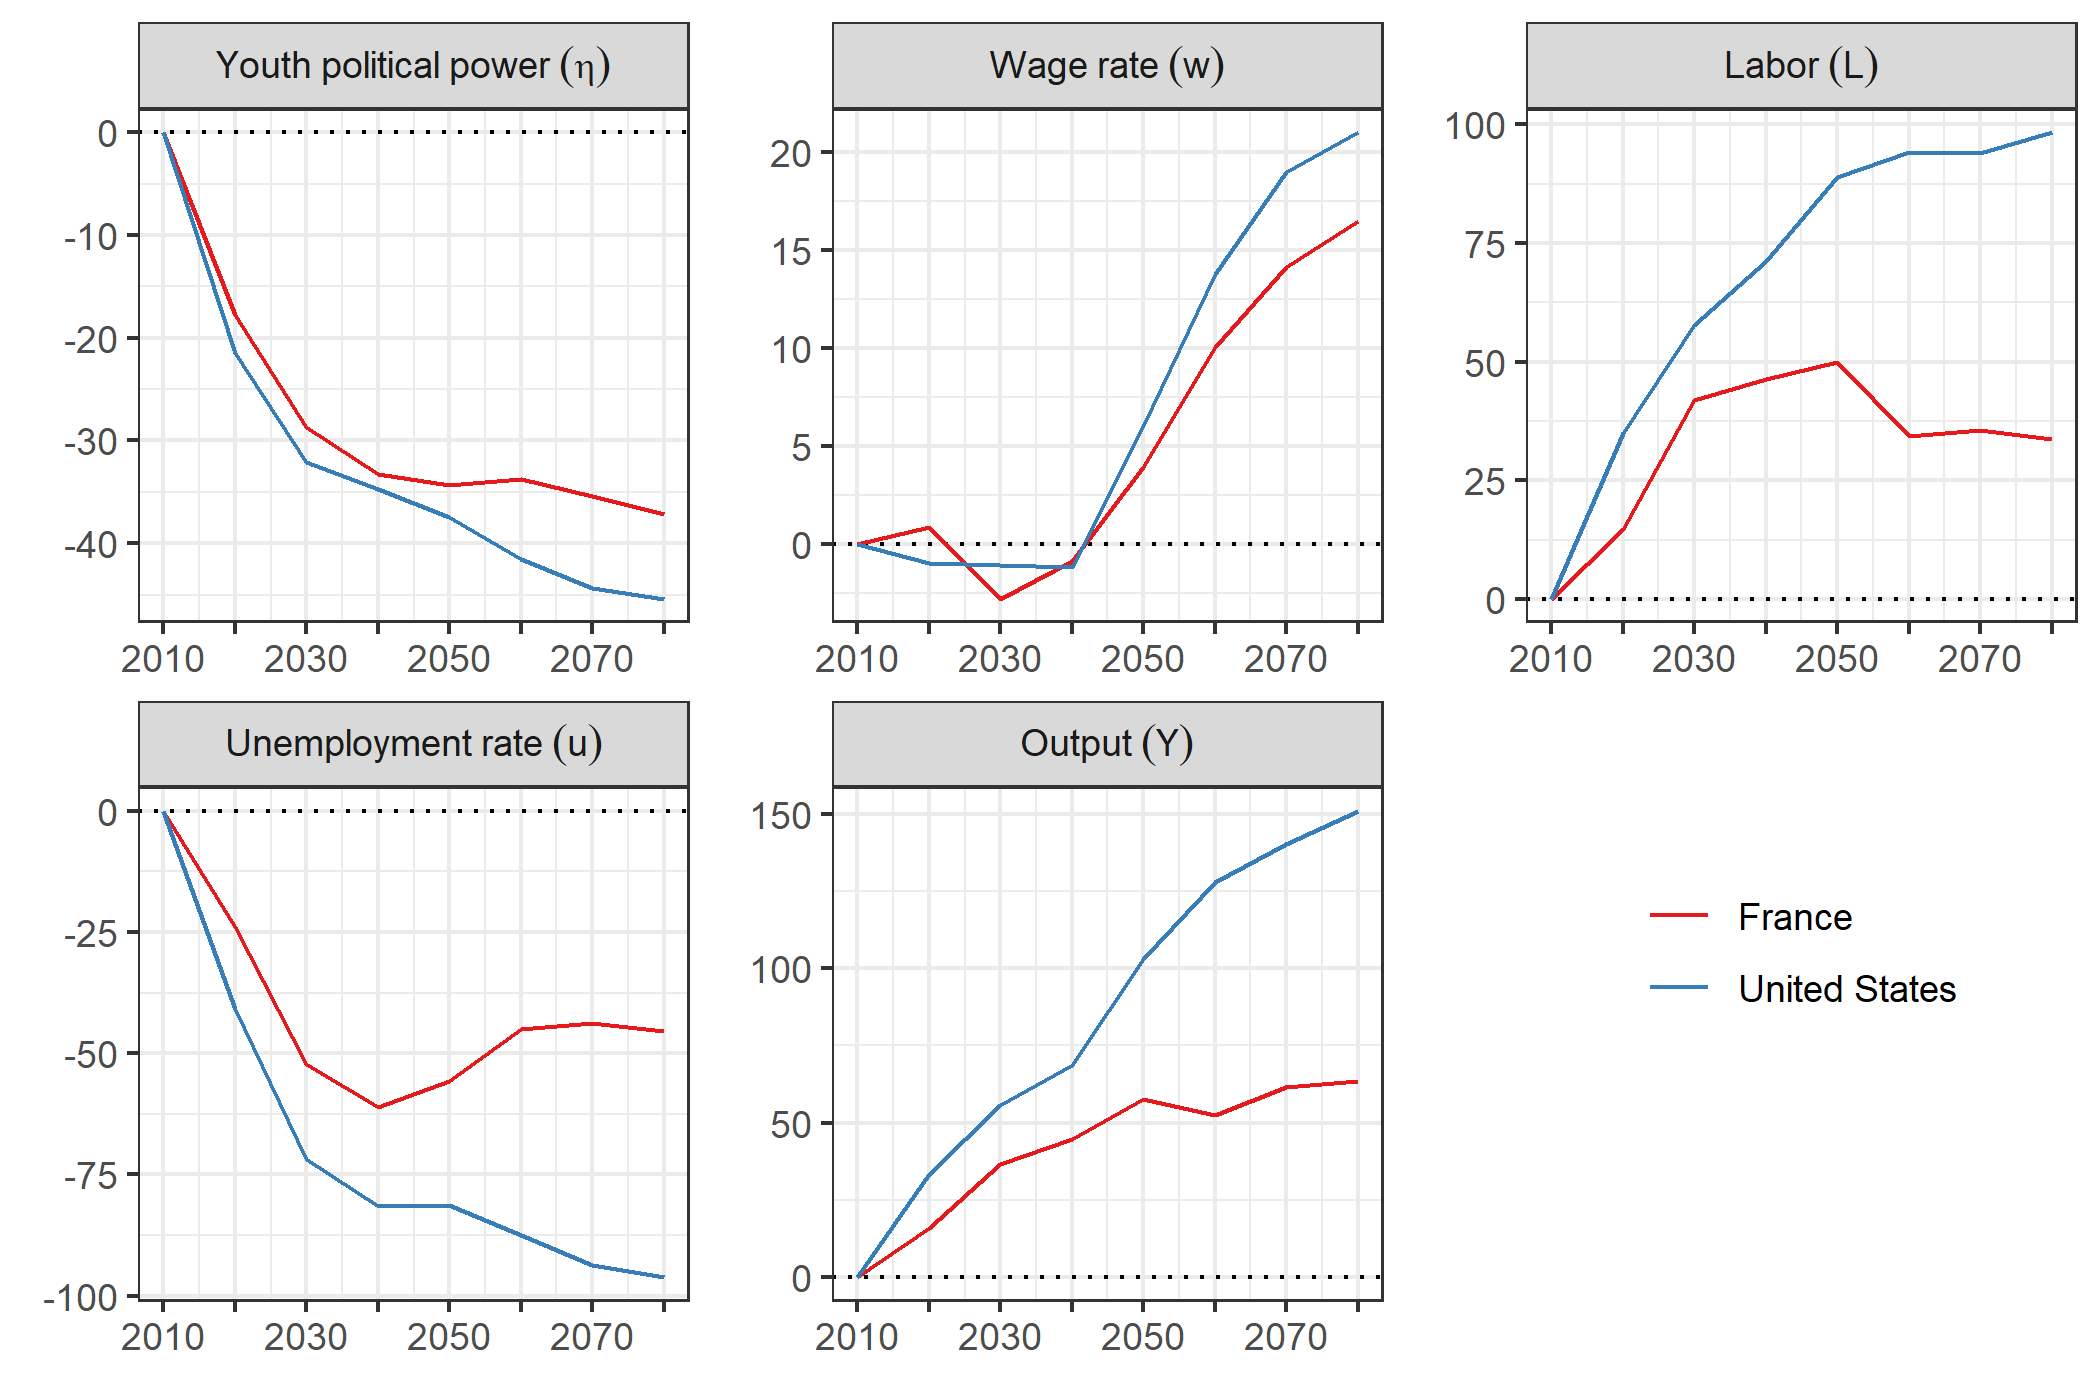 Youth political power (η)
Wage rate (w)
Labor (L)
0
-10
-20
-30
-40
20
15
10
5
0
100
75
50
25
0
2010 2030 2050 2070
2010 2030 2050 2070
2010 2030 2050 2070
Unemployment rate (u)
Output (Y)
0
-25
-50
-75
-100
150
100
50
0
2010 2030 2050 2070
2010 2030 2050 2070
France
United States